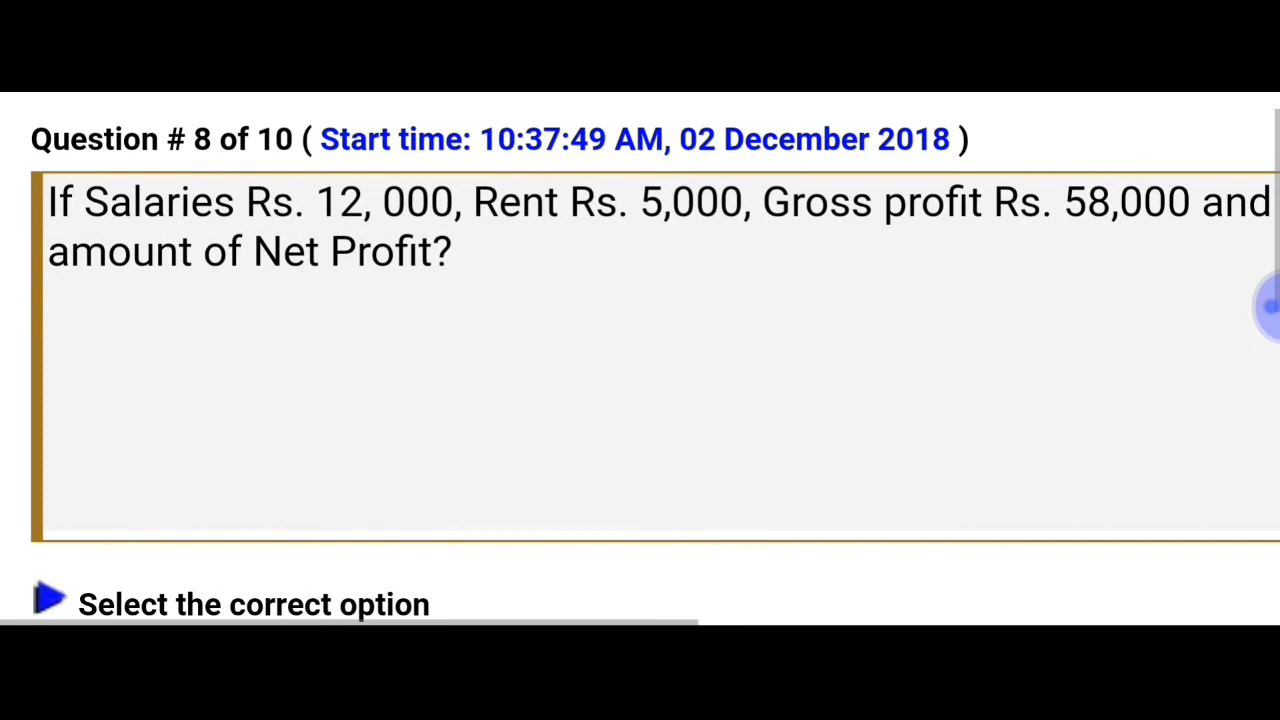 Question # 8 of 10 ( Start time: 10:37:49 AM, 02 December 2018 )
If Salaries Rs. 12, 000, Rent Rs. 5,000, Gross profit Rs. 58,000 and
amount of Net Profit?
Select the correct option